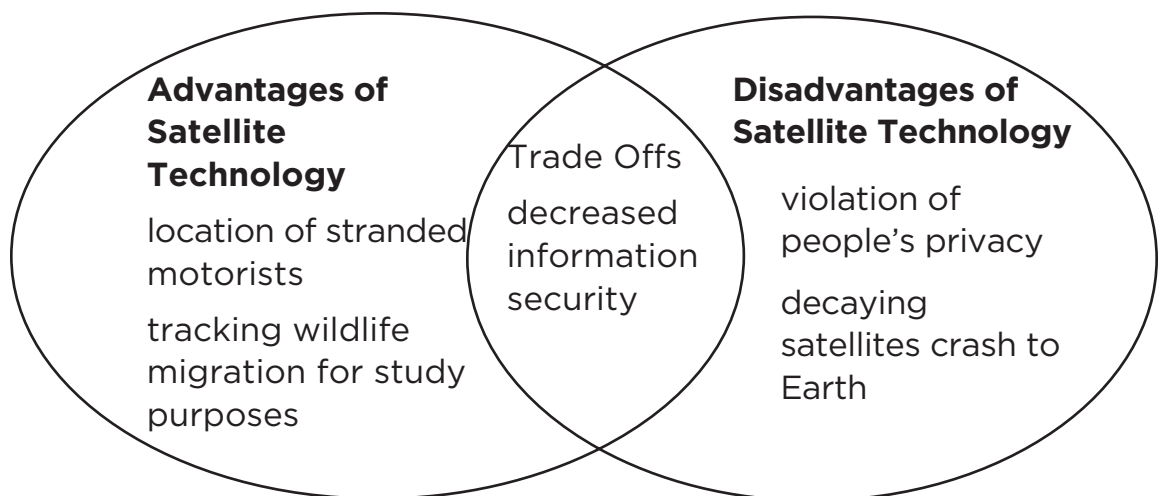 Advantages of
Satellite
Technology
location of stranded
motorists
tracking wildlife
migration for study
purposes
Trade Offs
decreased
information
security
Disadvantages of
Satellite Technology
violation of
people’s privacy
decaying
satellites crash to
Earth